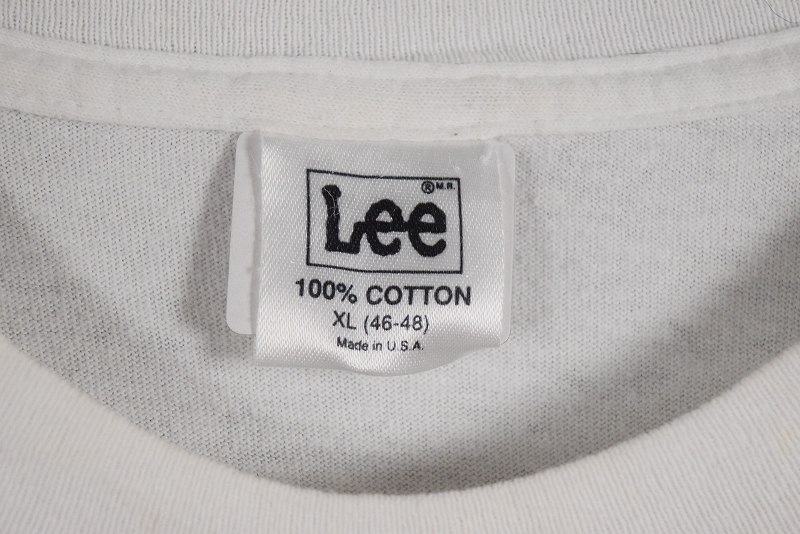 ® M.R.
Lee
100% COTTON
XL (46-48)
Made in U.S.A.